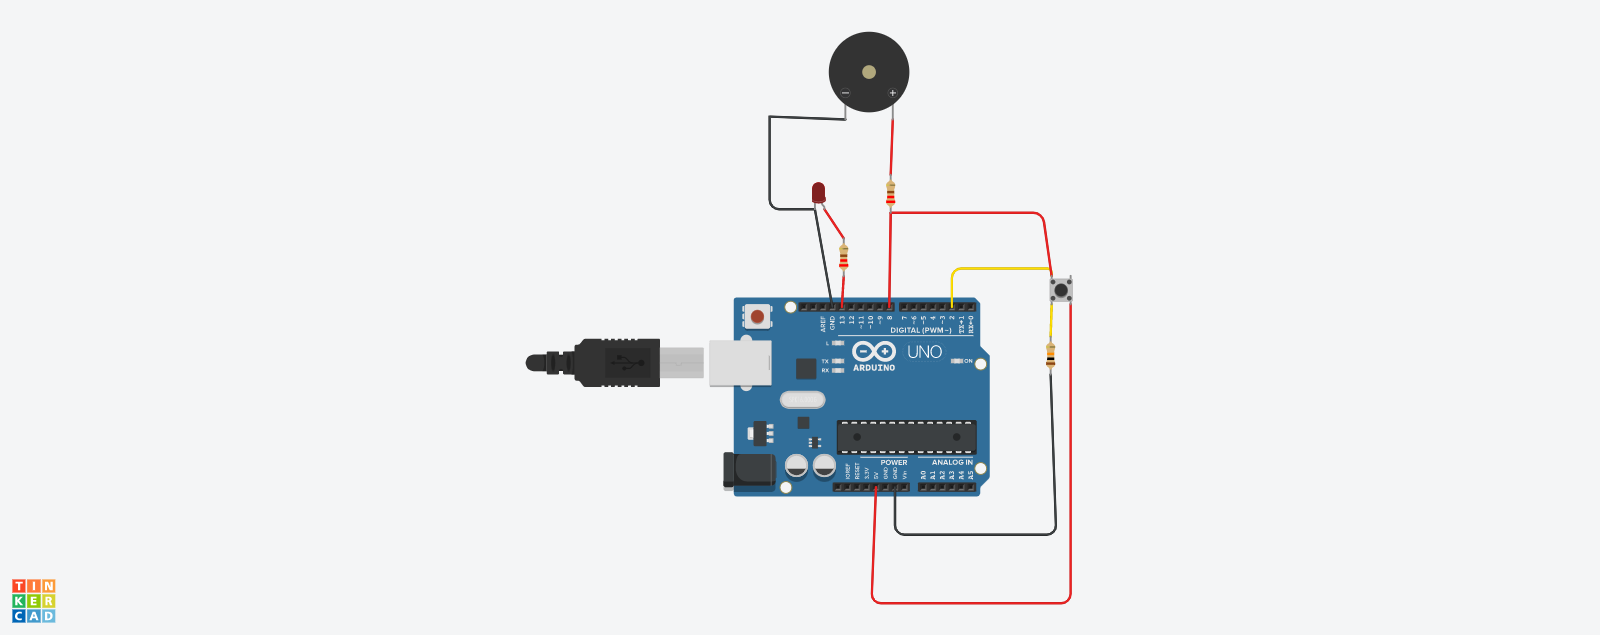 − +
AREF
GND
13
12
~11
~10
~9
8
7
~6
~5
4
~3
2
TX→1
RX←0
DIGITAL (PWM~)
L
TX
RX
UNO
ARDUINO
ON
POWER
ANALOG IN
IOREF
RESET
3.3V
5V
GND
GND
Vin
A0
A1
A2
A3
A4
A5
TIN
KER
CAD